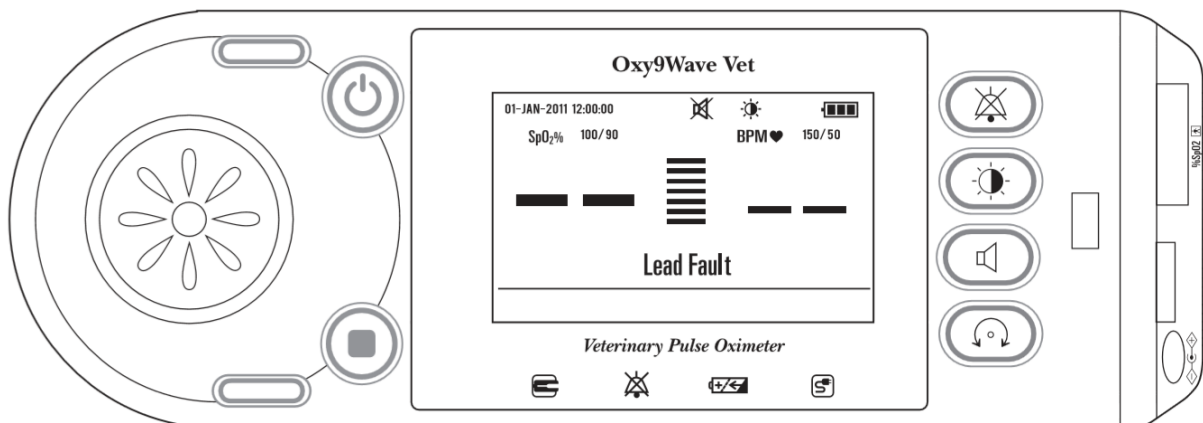 Oxy9Wave Vet
01-JAN-2011 12:00:00
SpO₂% 100/90 BPM♥ 150/50
Lead Fault
Veterinary Pulse Oximeter
%SpO2